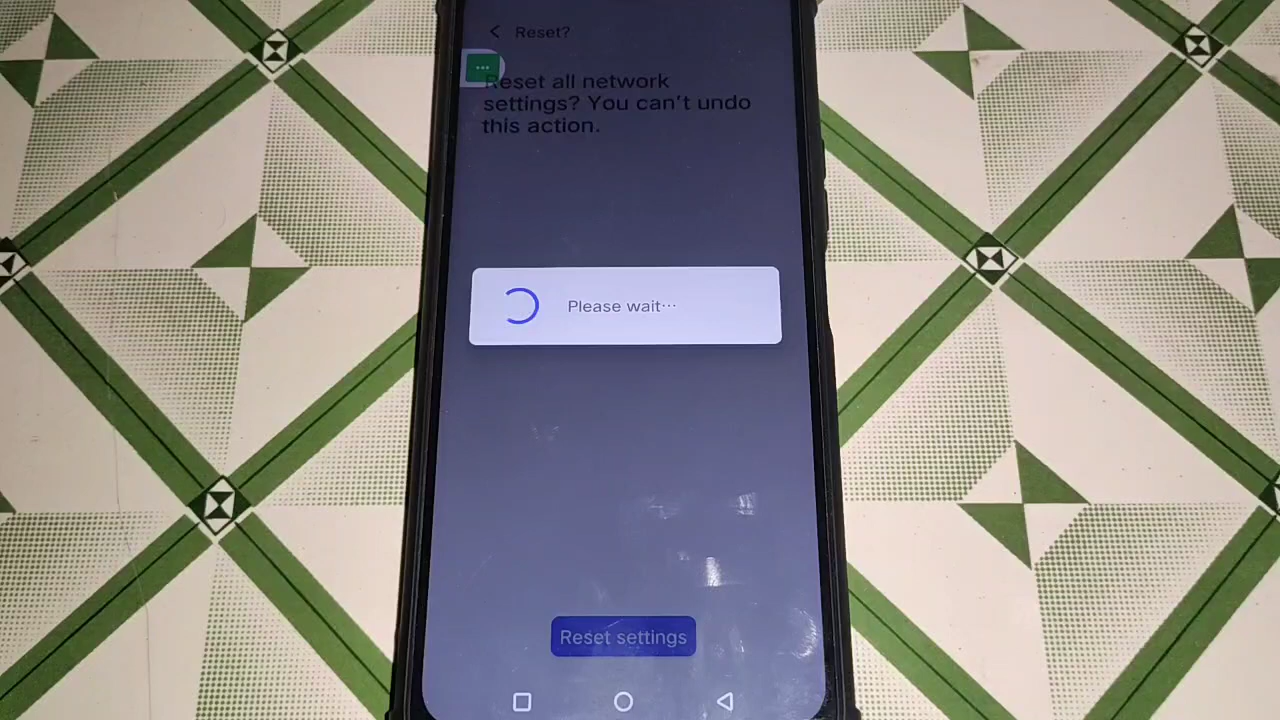 Reset?
Reset all network
settings? You can't undo
this action.
Please wait...
Reset settings